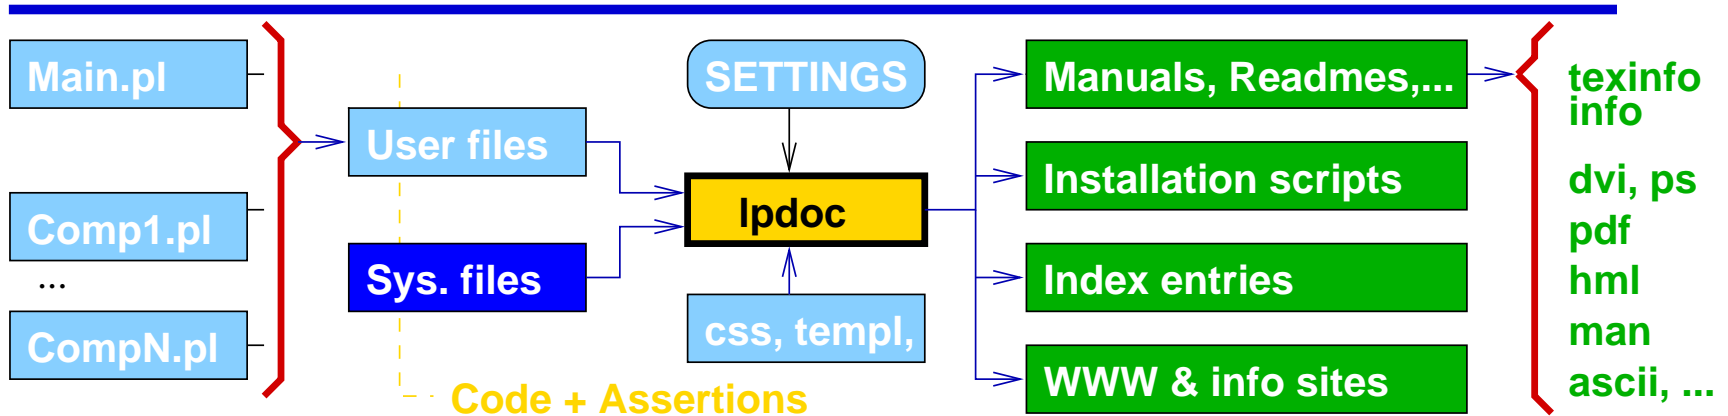 Main.pl
Comp1.pl
...
CompN.pl
User files
Sys. files
Code + Assertions
SETTINGS
lpdoc
css, templ,
Manuals, Readmes,...
Installation scripts
Index entries
WWW & info sites
texinfo
info
dvi, ps
pdf
hml
man
ascii, ...